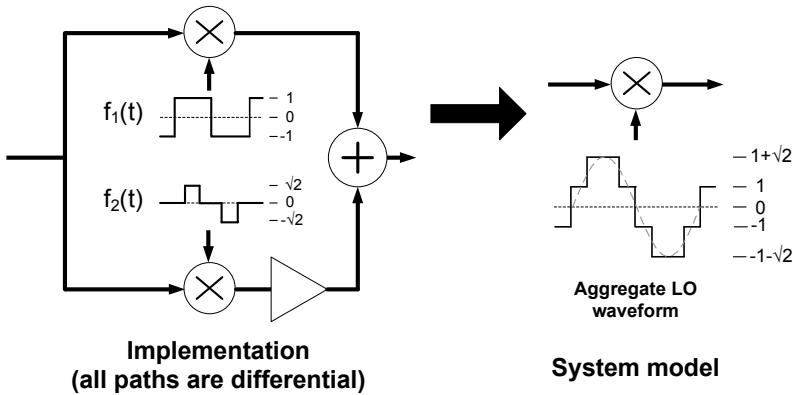 f₁(t)
1
0
-1
f₂(t)
√2
0
-√2
Implementation
(all paths are differential)
1+√2
1
0
-1
-1-√2
Aggregate LO
waveform
System model